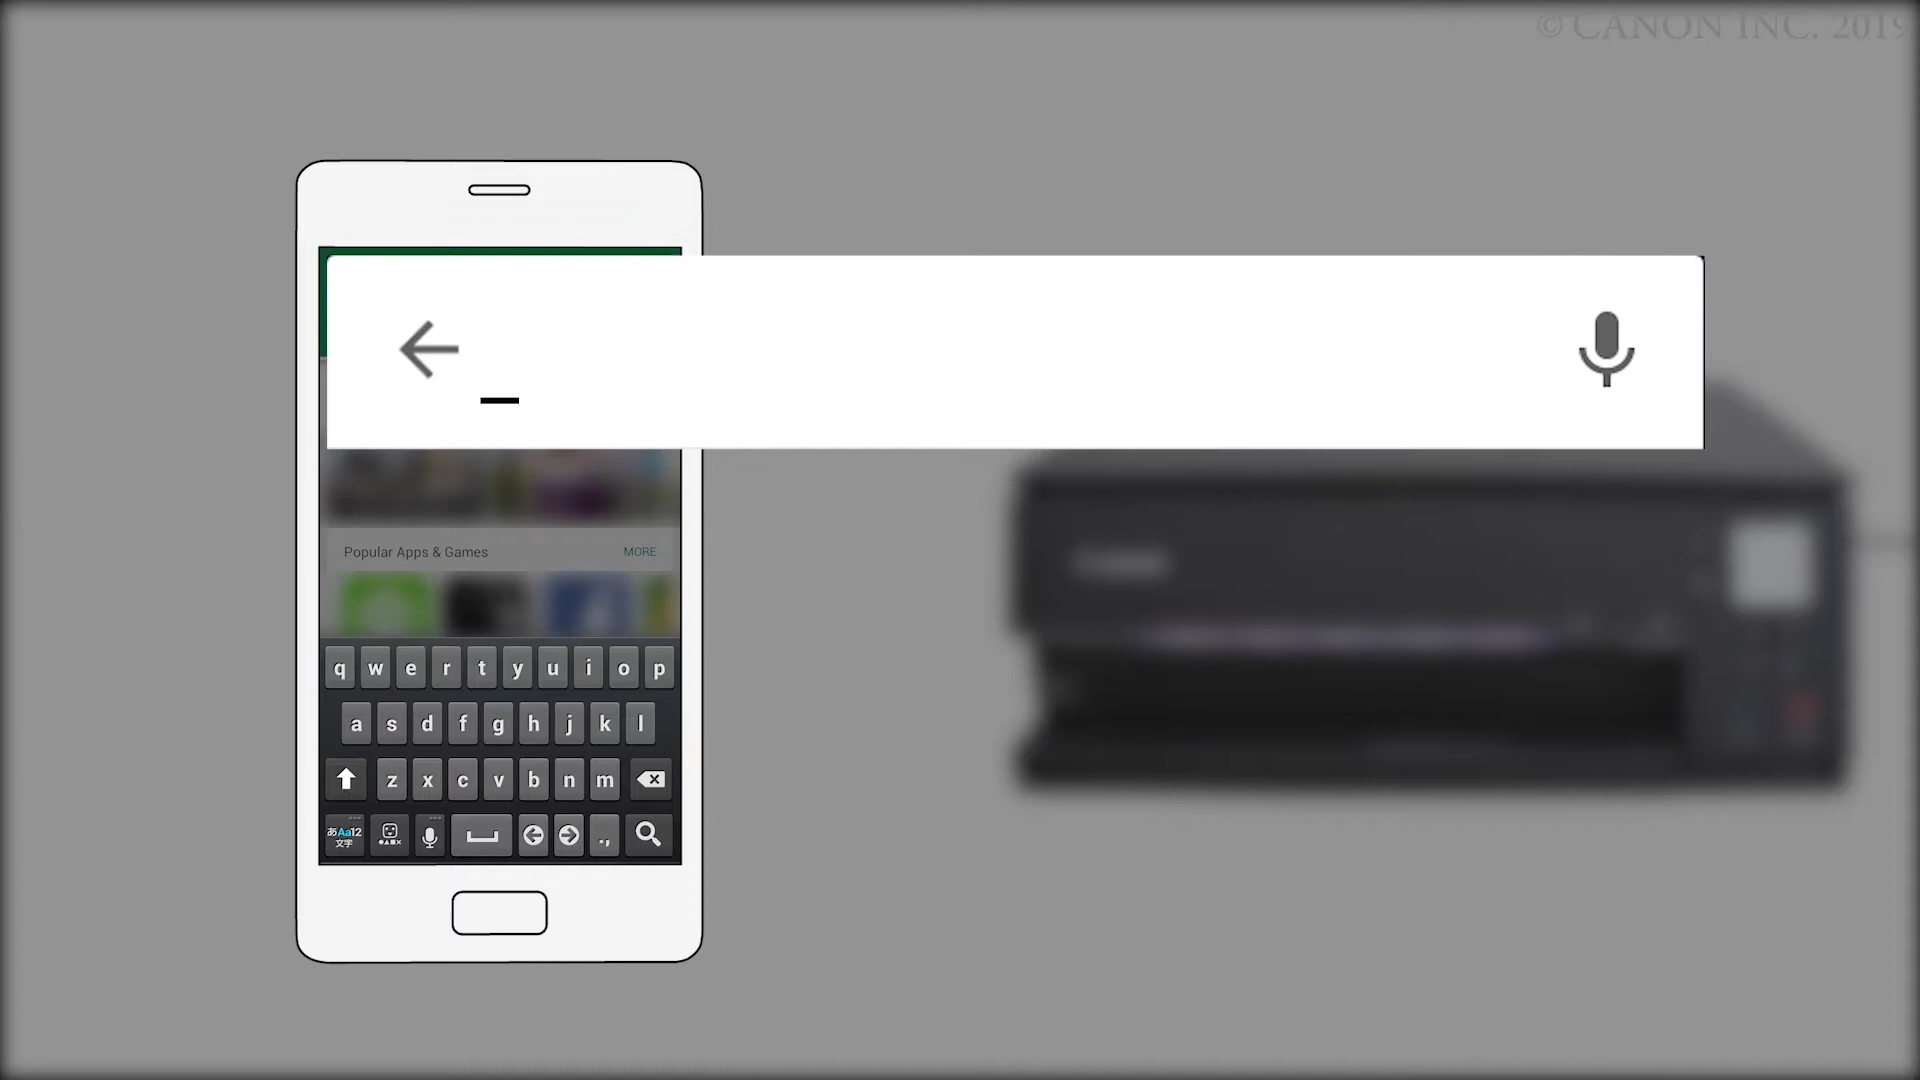 © CANON INC. 2019
Popular Apps & Games MORE
q w e r t y u i o p
a s d f g h j k l
z x c v b n m
あAa12 .,
文字